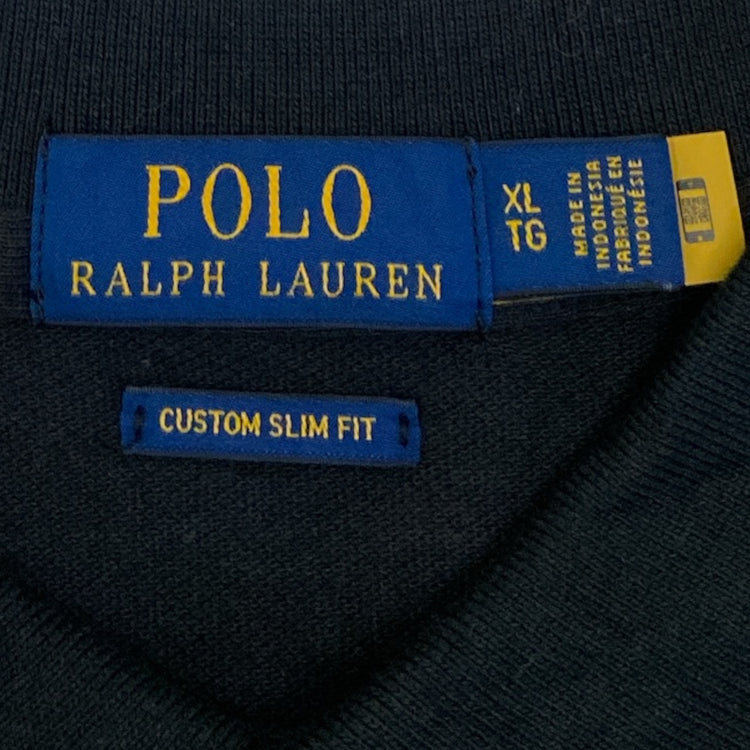 POLO
RALPH LAUREN
XL
TG
MADE IN
INDONESIA
FABRIQUÉ EN
INDONÉSIE
CUSTOM SLIM FIT